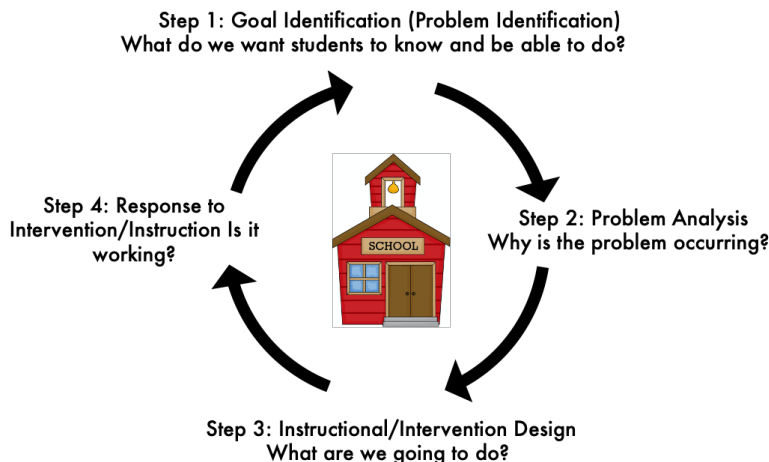 Step 1: Goal Identification (Problem Identification)
What do we want students to know and be able to do?
Step 2: Problem Analysis
Why is the problem occurring?
Step 3: Instructional/Intervention Design
What are we going to do?
Step 4: Response to
Intervention/Instruction Is it
working?
SCHOOL